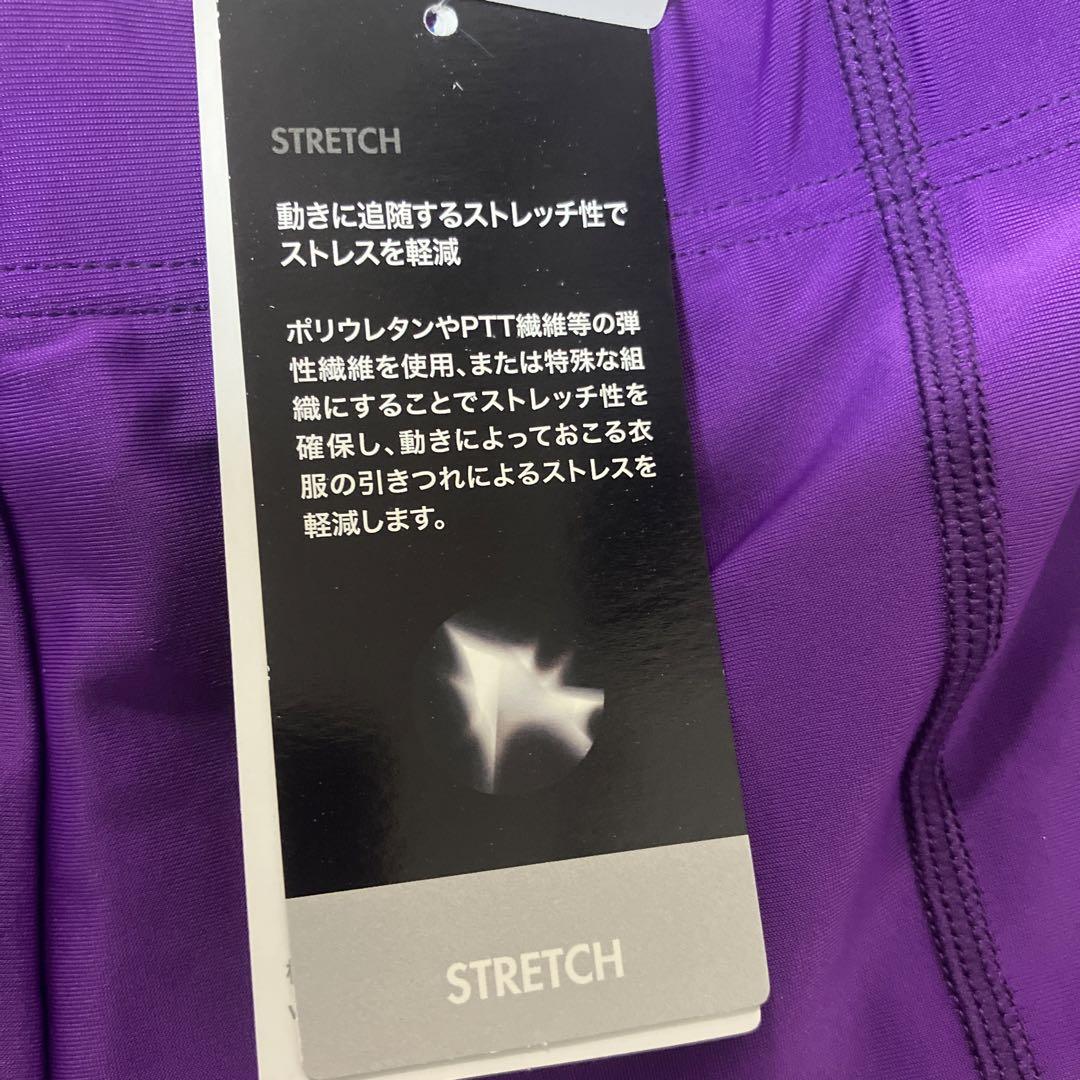 STRETCH
動きに追随するストレッチ性で
ストレスを軽減
ポリウレタンやPTT繊維等の弾
性繊維を使用、または特殊な組
織にすることでストレッチ性を
確保し、動きによっておこる衣
服の引きつれによるストレスを
軽減します。
STRETCH